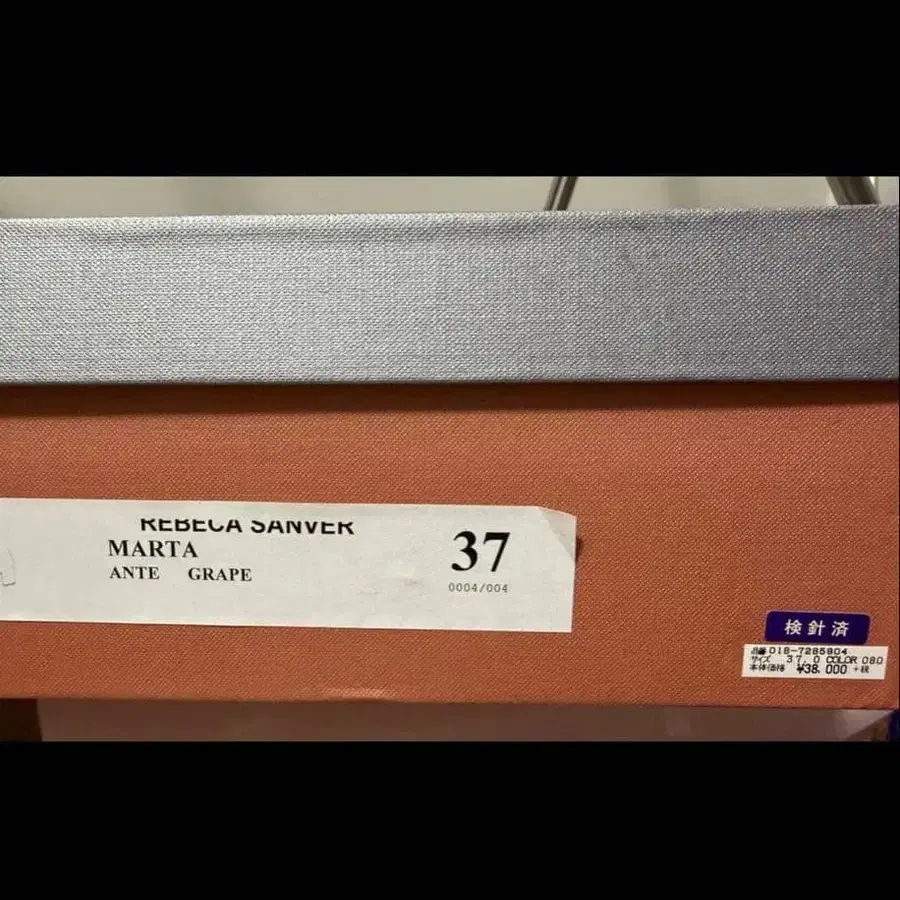 REBECA SANVER
MARTA
37
ANTE GRAPE
0004/004
検針済
品番 018-7285904
サイズ 37.0 COLOR 080
本体価格 ¥38,000 +税